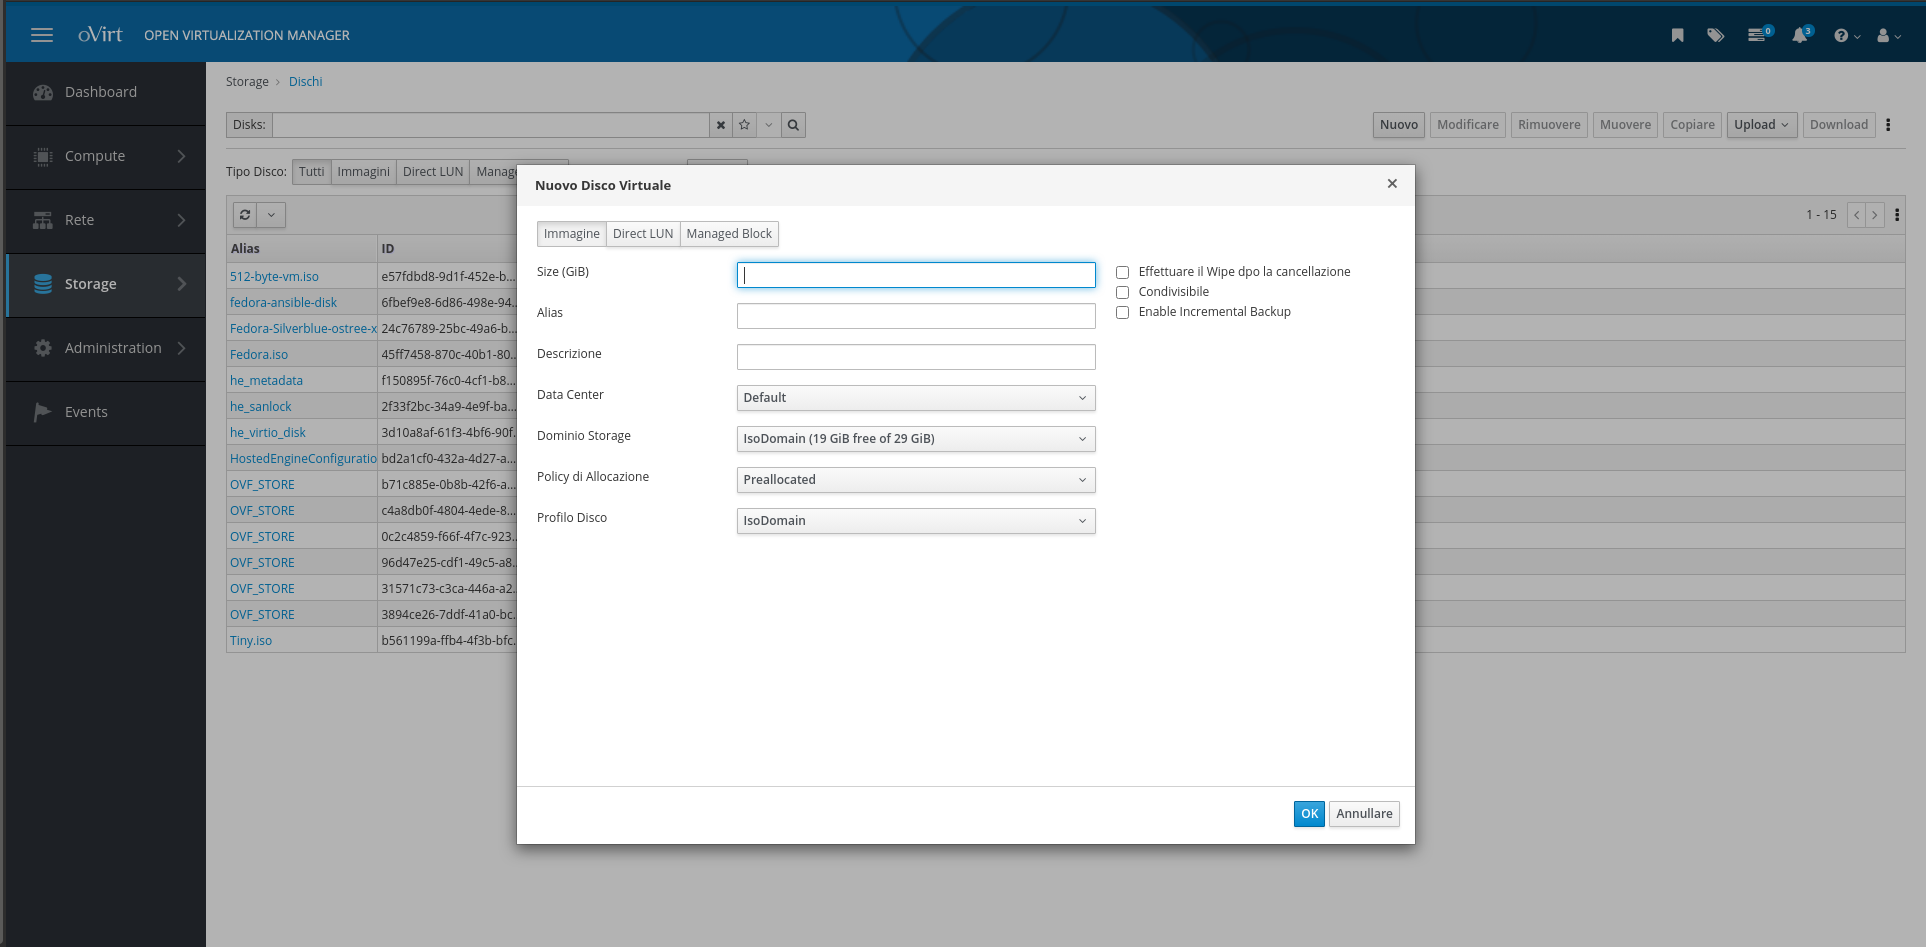 oVirt OPEN VIRTUALIZATION MANAGER
0
3
Dashboard
Compute
Rete
Storage
Administration
Events
Storage > Dischi
Disks:
Nuovo Modificare Rimuovere Muovere Copiare Upload Download
Tipo Disco: Tutti Immagini Direct LUN Manage
1 - 15
Alias ID
512-byte-vm.iso e57fdbd8-9d1f-452e-b...
fedora-ansible-disk 6fbef9e8-6d86-498e-94...
Fedora-Silverblue-ostree-x 24c76789-25bc-49a6-b...
Fedora.iso 45ff7458-870c-40b1-80...
he_metadata f150895f-76c0-4cf1-b8...
he_sanlock 2f33f2bc-34a9-4e9f-ba...
he_virtio_disk 3d10a8af-61f3-4bf6-90f...
HostedEngineConfiguratio bd2a1cf0-432a-4d27-a...
OVF_STORE b71c885e-0b8b-42f6-a...
OVF_STORE c4a8db0f-4804-4ede-8...
OVF_STORE 0c2c4859-f66f-4f7c-923...
OVF_STORE 96d47e25-cdf1-49c5-a8...
OVF_STORE 31571c73-c3ca-446a-a2...
OVF_STORE 3894ce26-7ddf-41a0-bc...
Tiny.iso b561199a-ffb4-4f3b-bfc...
Nuovo Disco Virtuale
Immagine Direct LUN Managed Block
Size (GiB)
Alias
Descrizione
Data Center Default
Dominio Storage IsoDomain (19 GiB free of 29 GiB)
Policy di Allocazione Preallocated
Profilo Disco IsoDomain
Effettuare il Wipe dpo la cancellazione
Condivisibile
Enable Incremental Backup
OK Annullare